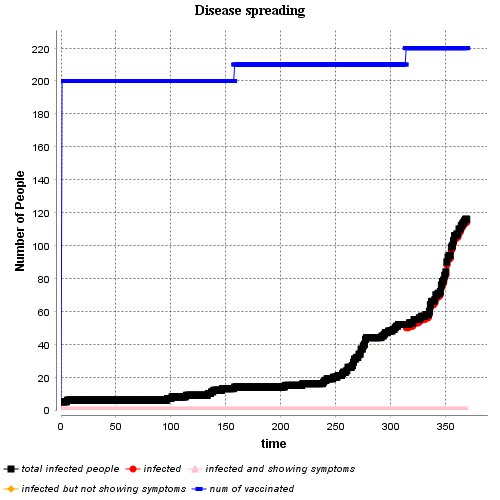 Disease spreading
220
200
180
160
140
120
100
80
60
40
20
0
Number of People
0 50 100 150 200 250 300 350
time
total infected people infected infected and showing symptoms
infected but not showing symptoms num of vaccinated